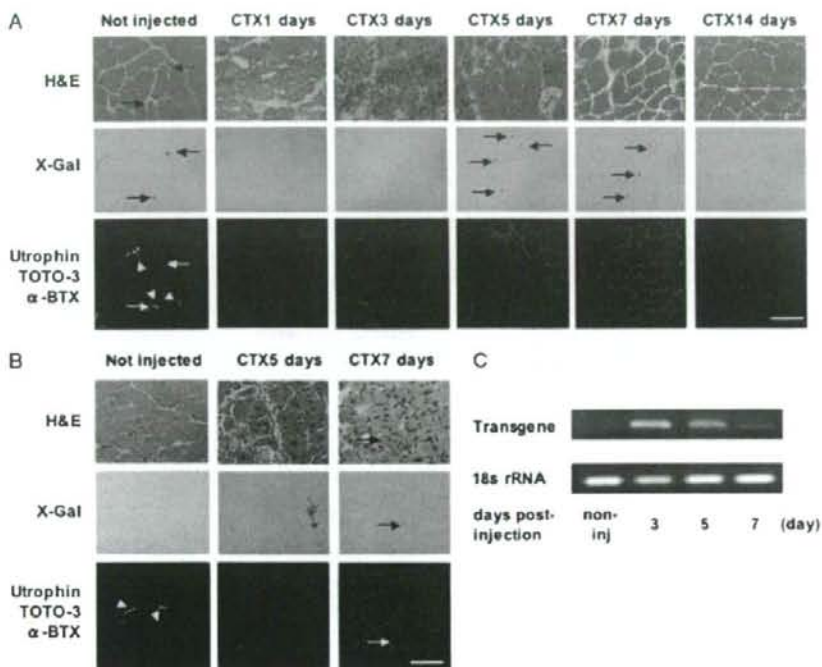 A
Not injected CTX1 days CTX3 days CTX5 days CTX7 days CTX14 days
H&E
X-Gal
Utrophin
TOTO-3
α-BTX
B
Not injected CTX5 days CTX7 days
H&E
X-Gal
Utrophin
TOTO-3
α-BTX
C
Transgene
18s rRNA
days post-injection non-inj 3 5 7 (day)